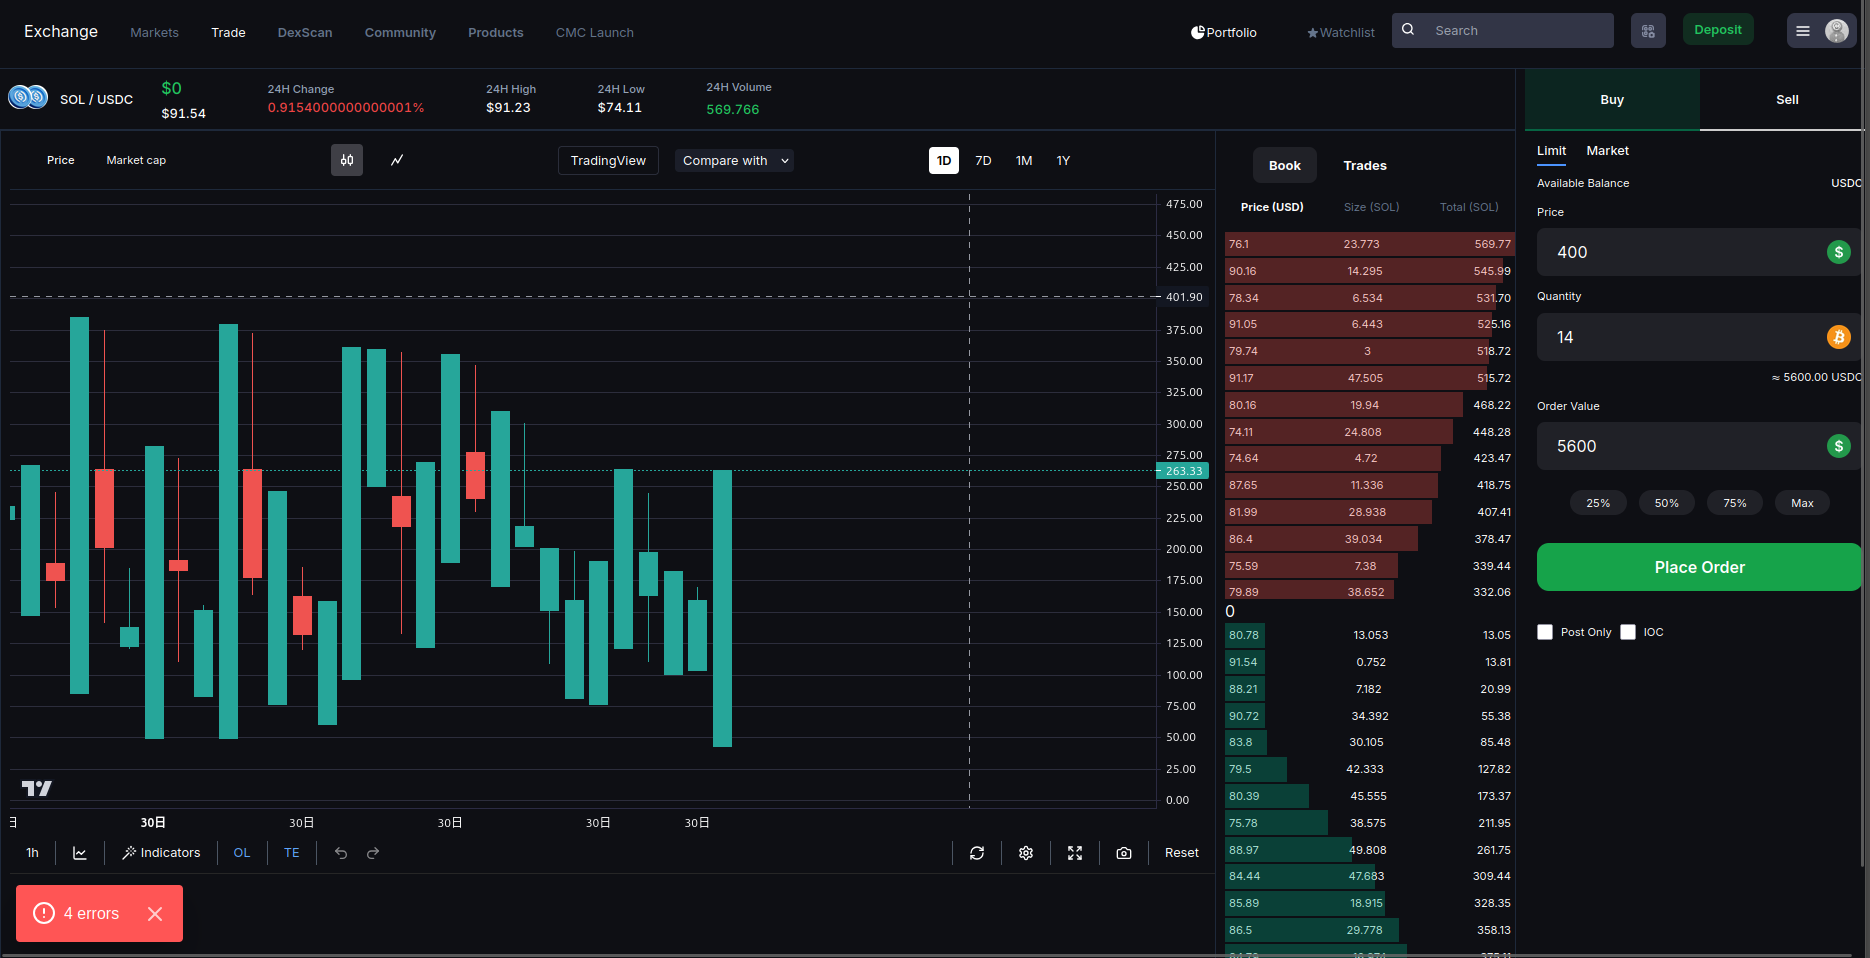 Exchange Markets Trade DexScan Community Products CMC Launch Portfolio Watchlist Search Deposit
SOL / USDC
$0
$91.54
24H Change
0.9154000000000001%
24H High
$91.23
24H Low
$74.11
24H Volume
569.766
Price Market cap TradingView Compare with 1D 7D 1M 1Y
475.00
450.00
425.00
401.90
375.00
350.00
325.00
300.00
275.00
263.33
250.00
225.00
200.00
175.00
150.00
125.00
100.00
75.00
50.00
25.00
0.00
日 30日 30日 30日 30日 30日
1h Indicators OL TE Reset
4 errors
Book Trades
Price (USD) Size (SOL) Total (SOL)
76.1 23.773 569.77
90.16 14.295 545.99
78.34 6.534 531.70
91.05 6.443 525.16
79.74 3 518.72
91.17 47.505 515.72
80.16 19.94 468.22
74.11 24.808 448.28
74.64 4.72 423.47
87.65 11.336 418.75
81.99 28.938 407.41
86.4 39.034 378.47
75.59 7.38 339.44
79.89 38.652 332.06
0
80.78 13.053 13.05
91.54 0.752 13.81
88.21 7.182 20.99
90.72 34.392 55.38
83.8 30.105 85.48
79.5 42.333 127.82
80.39 45.555 173.37
75.78 38.575 211.95
88.97 49.808 261.75
84.44 47.683 309.44
85.89 18.915 328.35
86.5 29.778 358.13
Buy Sell
Limit Market
Available Balance USDC
Price
400
Quantity
14
≈ 5600.00 USDC
Order Value
5600
25% 50% 75% Max
Place Order
Post Only IOC